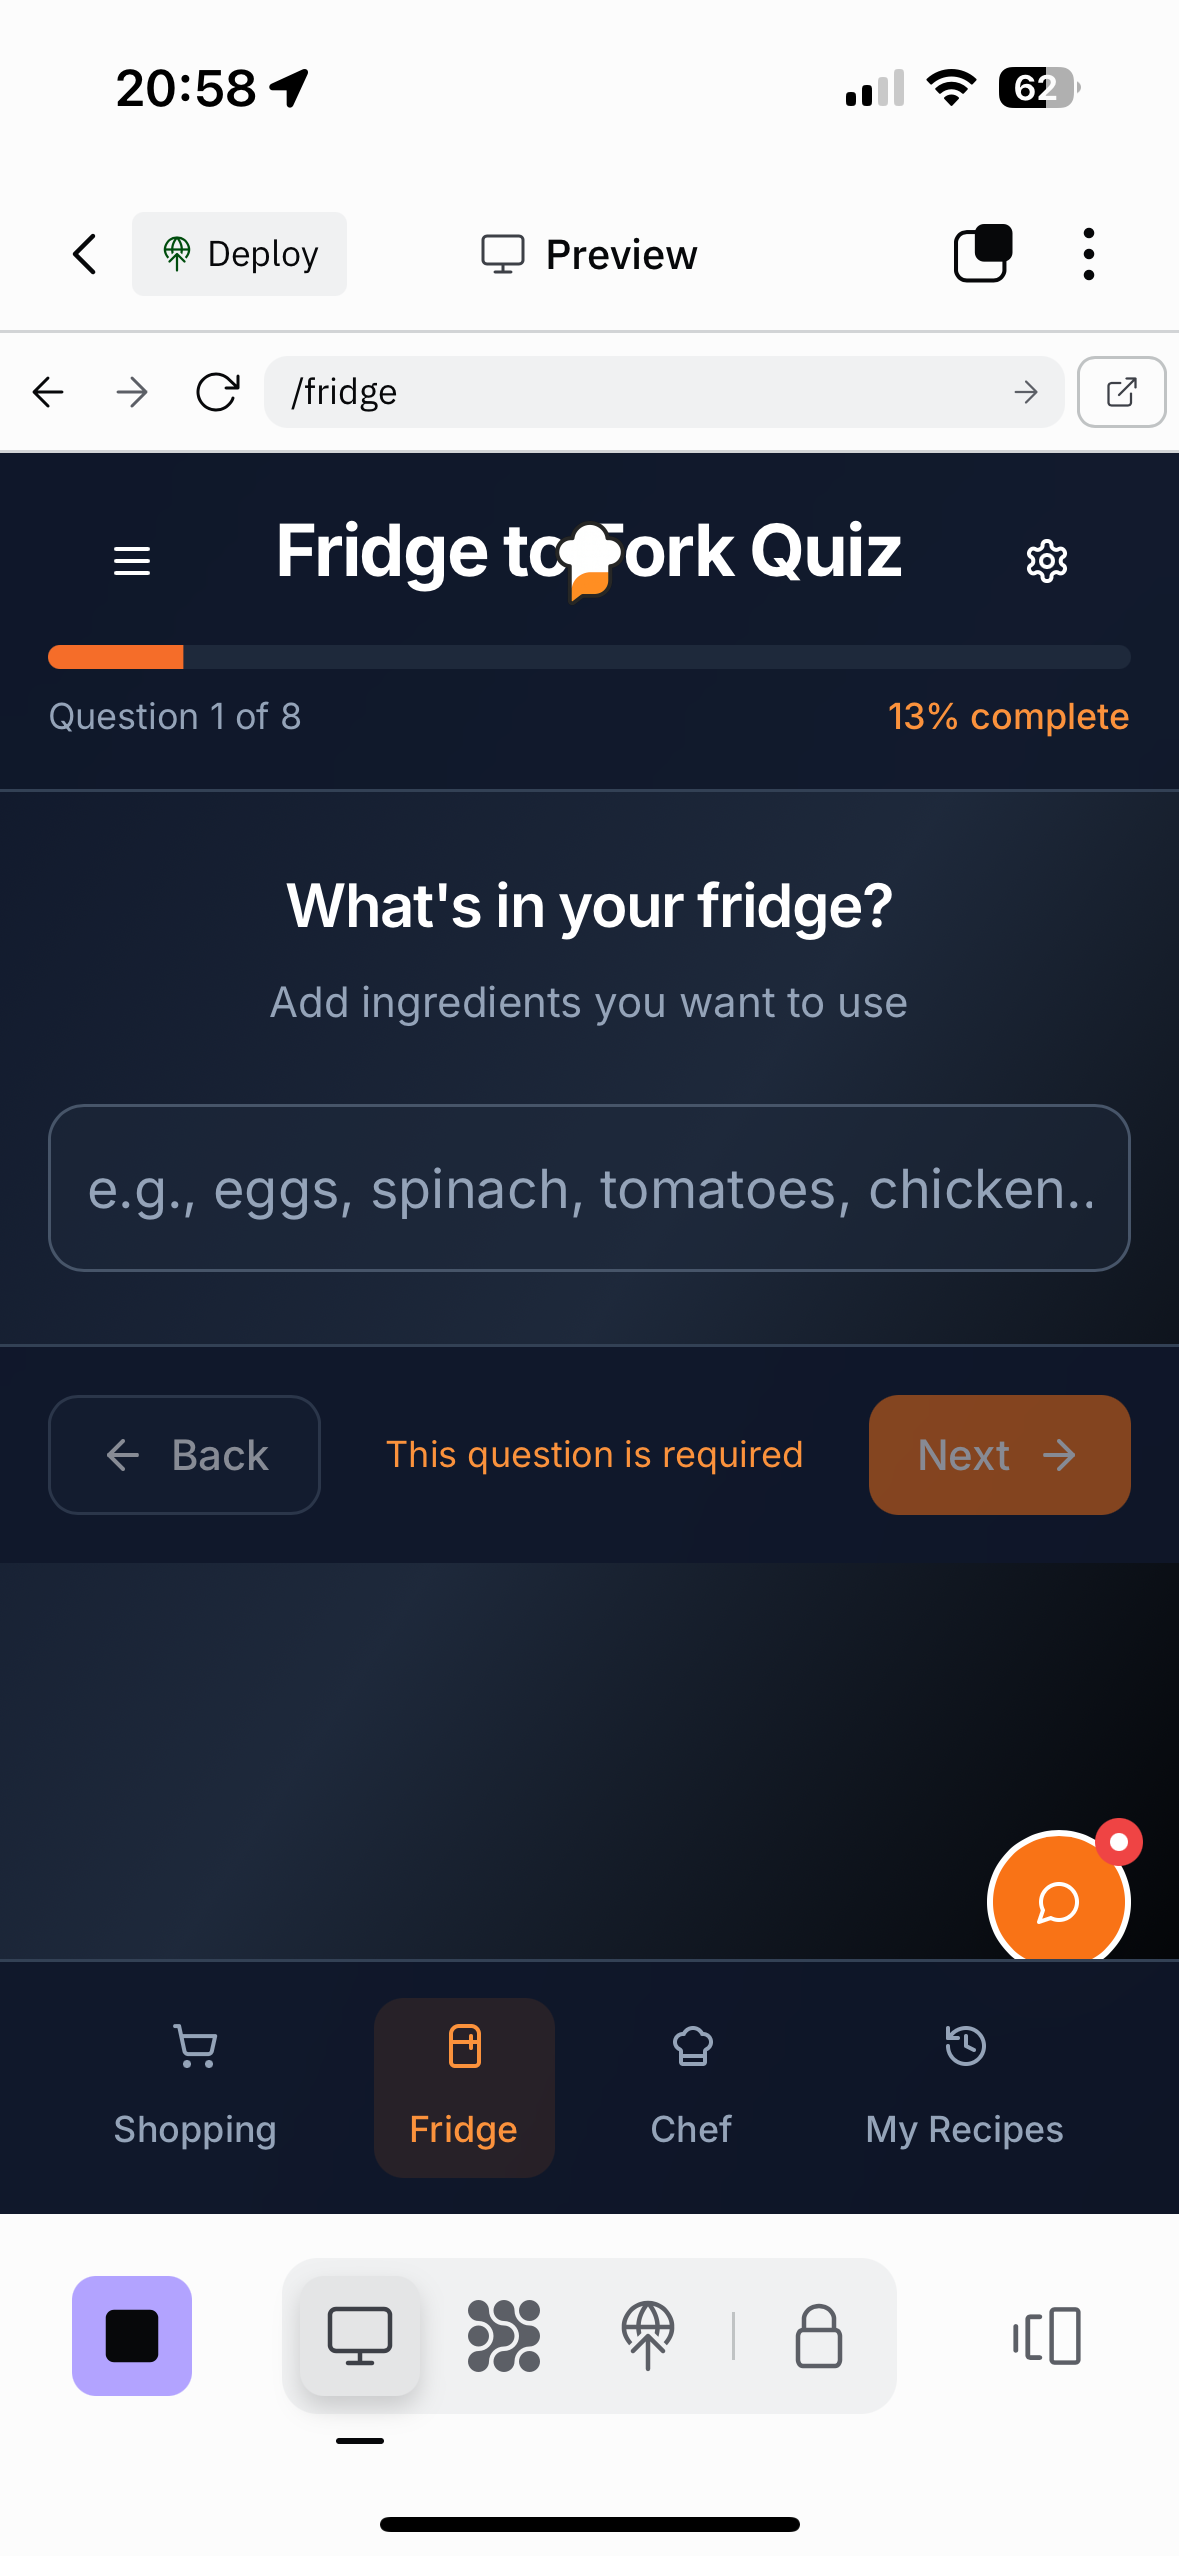 20:58
62
Deploy
Preview
/fridge
Fridge to Fork Quiz
Question 1 of 8
13% complete
What's in your fridge?
Add ingredients you want to use
e.g., eggs, spinach, tomatoes, chicken..
Back
This question is required
Next
Shopping
Fridge
Chef
My Recipes